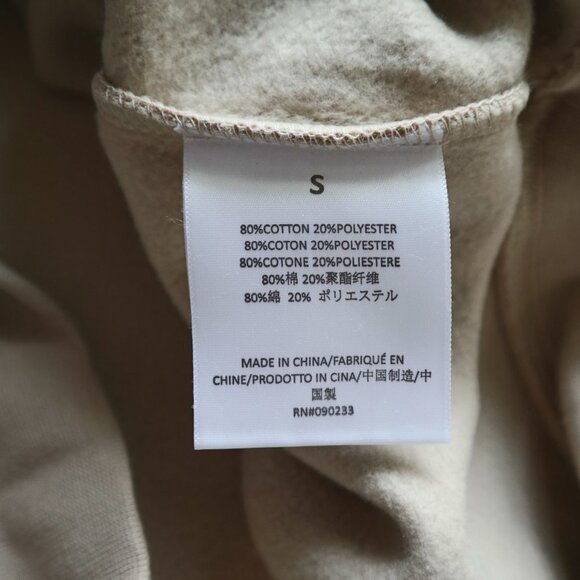 S
80%COTTON 20%POLYESTER
80%COTON 20%POLYESTER
80%COTONE 20%POLIESTERE
80%棉 20%聚酯纤维
80%綿 20% ポリエステル
MADE IN CHINA/FABRIQUÉ EN
CHINE/PRODOTTO IN CINA/中国制造/中
国製
RN#090233